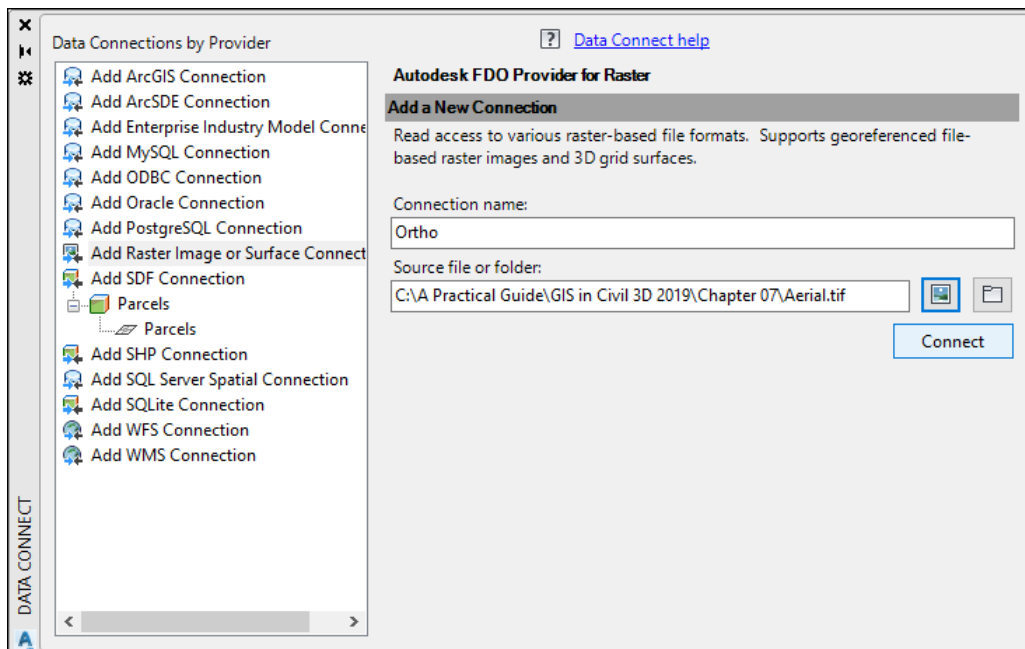 Data Connections by Provider
Add ArcGIS Connection
Add ArcSDE Connection
Add Enterprise Industry Model Conne
Add MySQL Connection
Add ODBC Connection
Add Oracle Connection
Add PostgreSQL Connection
Add Raster Image or Surface Connect
Add SDF Connection
Parcels
Parcels
Add SHP Connection
Add SQL Server Spatial Connection
Add SQLite Connection
Add WFS Connection
Add WMS Connection
? Data Connect help
Autodesk FDO Provider for Raster
Add a New Connection
Read access to various raster-based file formats.  Supports georeferenced file-
based raster images and 3D grid surfaces.
Connection name:
Ortho
Source file or folder:
C:\A Practical Guide\GIS in Civil 3D 2019\Chapter 07\Aerial.tif
Connect
DATA CONNECT
A